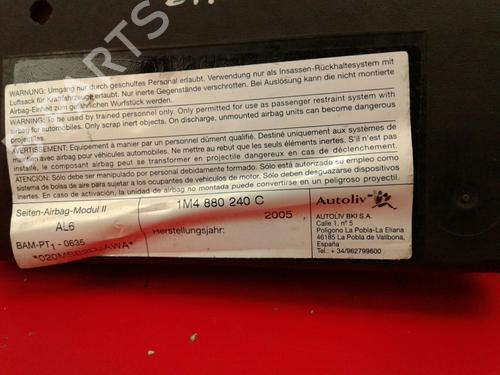 WARNUNG: Umgang nur durch geschultes Personal erlaubt. Verwendung nur als Insassen-Rückhaltesystem mit
Luftsack für Kraftfahrzeuge erlaubt. Nur inerte Gegenstände verschrotten. Bei Auslösung kann die nicht montierte
Airbag-Einheit zum gefährlichen Wurfstück werden.
WARNING: To be used by trained personnel only. Only permitted for use as passenger restraint system with
airbag for automobiles. Only scrap inert objects. On discharge, unmounted airbag units can become dangerous
projectiles.
AVERTISSEMENT: Equipement à manier par un personnel dûment qualifié. Destiné uniquement aux systèmes de
maintien avec airbag pour véhicules automobiles. Ne mettre au rebut que les seuls éléments inertes. S'ils ne sont pas
installé, le composant airbag peut se transformer en projectile dangereux en cas de déclenchement.
ATENCIÓN: Sólo debe ser manipulado por personal debidamente formado. Sólo está autorizado su empleo como
sistema de bolsa de aire para sujetar a los ocupantes de vehículos de motor. Sólo deben desguazarse dispositivos
inertes. En caso de activación, la unidad de airbag no montada puede convertirse en un peligroso proyectil.
Seiten-Airbag-Modul II
AL6
BAM-PT1 - 0635
1M4 880 240 C
2005
Herstellungsjahr:
Autoliv
AUTOLIV BKI S.A.
Calle 1, nº 5
Polígono La Pobla-La Eliana
46185 La Pobla de Vallbona,
España
Tel.: + 34/962799600